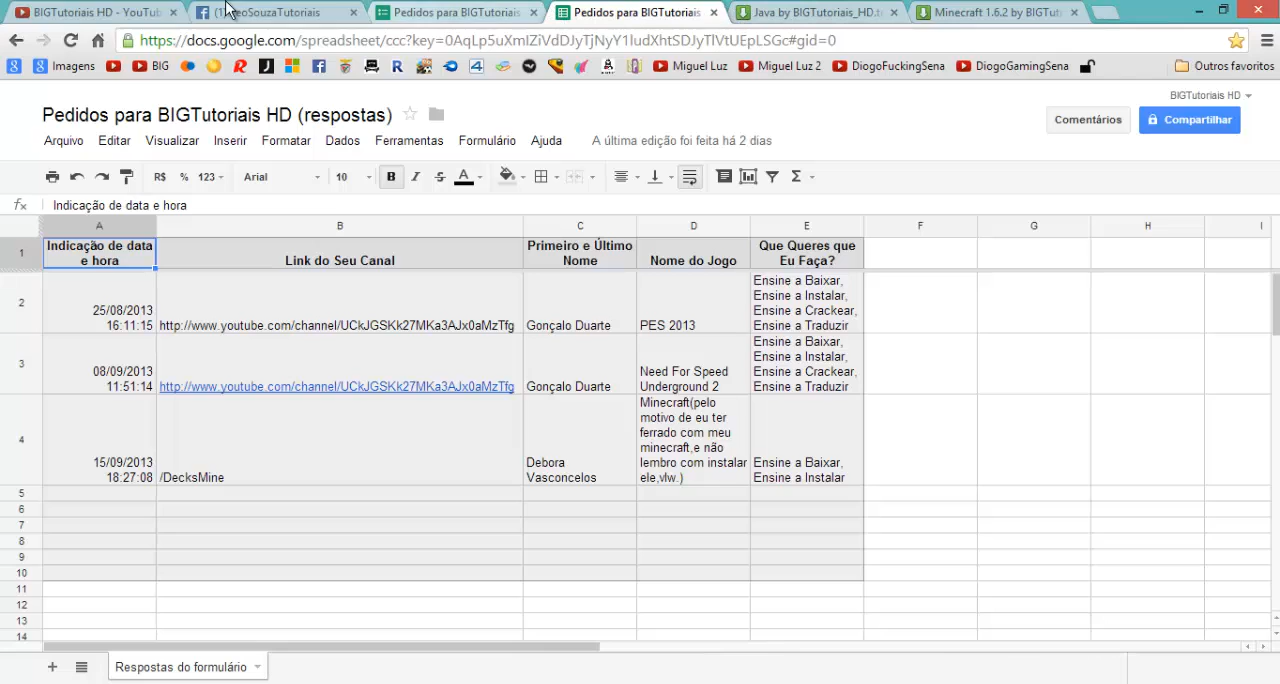 BIGTutoriais HD - YouTu
(1) eoSouzaTutoriais
Pedidos para BIGTutoriais
Pedidos para BIGTutoriais
Java by BIGTutoriais_HD.t
Minecraft 1.6.2 by BIGTut
https://docs.google.com/spreadsheet/ccc?key=0AqLp5uXmIZiVdDJyTjNyY1ludXhtSDJyTlVtUEpLSGc#gid=0
Imagens
BIG
Miguel Luz
Miguel Luz 2
DiogoFuckingSena
DiogoGamingSena
Outros favoritos
BIGTutoriais HD
Pedidos para BIGTutoriais HD (respostas)
Comentários
Compartilhar
Arquivo Editar Visualizar Inserir Formatar Dados Ferramentas Formulário Ajuda
A última edição foi feita há 2 dias
R$ % 123 Arial 10 B I S A Σ
fx Indicação de data e hora
A B C D E F G H I
1
Indicação de data
e hora
Link do Seu Canal
Primeiro e Último
Nome
Nome do Jogo
Que Queres que
Eu Faça?
2
25/08/2013
16:11:15
http://www.youtube.com/channel/UCkJGSKk27MKa3AJx0aMzTfg
Gonçalo Duarte
PES 2013
Ensine a Baixar,
Ensine a Instalar,
Ensine a Crackear,
Ensine a Traduzir
3
08/09/2013
11:51:14
http://www.youtube.com/channel/UCkJGSKk27MKa3AJx0aMzTfg
Gonçalo Duarte
Need For Speed
Underground 2
Ensine a Baixar,
Ensine a Instalar,
Ensine a Crackear,
Ensine a Traduzir
4
15/09/2013
18:27:08
/DecksMine
Debora
Vasconcelos
Minecraft(pelo
motivo de eu ter
ferrado com meu
minecraft,e não
lembro com instalar
ele,vlw.)
Ensine a Baixar,
Ensine a Instalar
5
6
7
8
9
10
11
12
13
14
Respostas do formulário